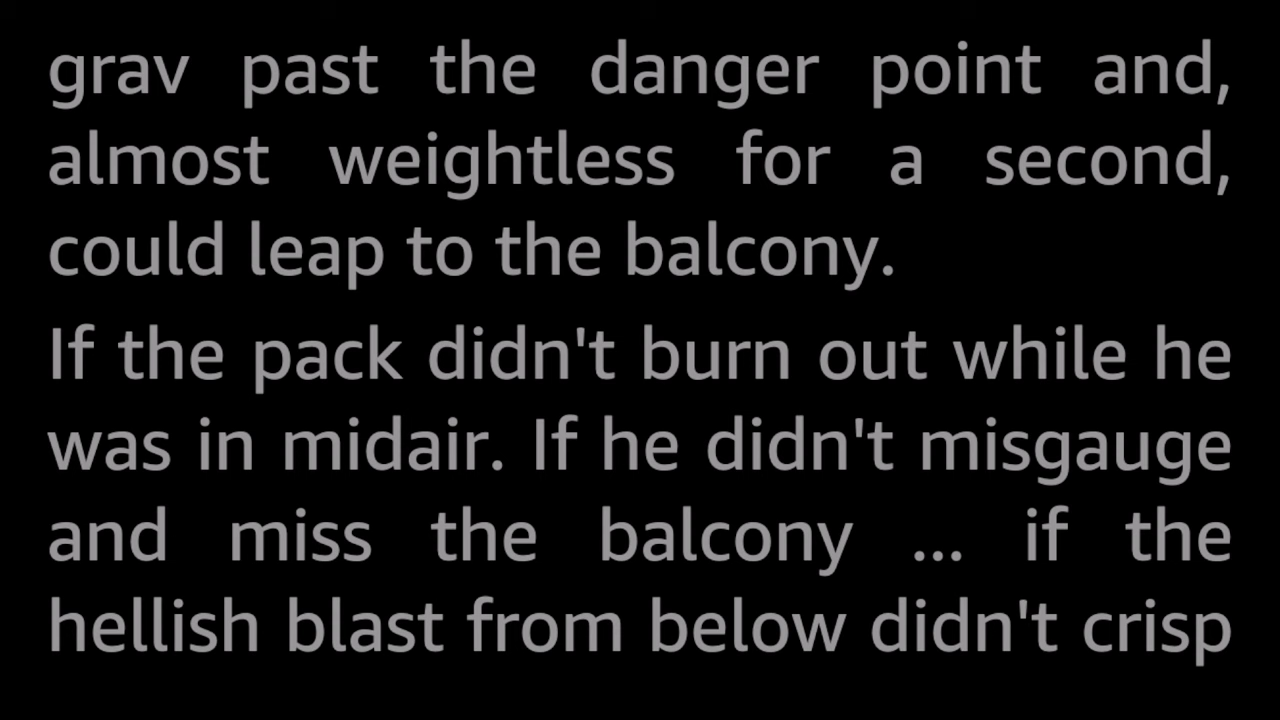 grav past the danger point and,
almost weightless for a second,
could leap to the balcony.
If the pack didn't burn out while he
was in midair. If he didn't misgauge
and miss the balcony ... if the
hellish blast from below didn't crisp